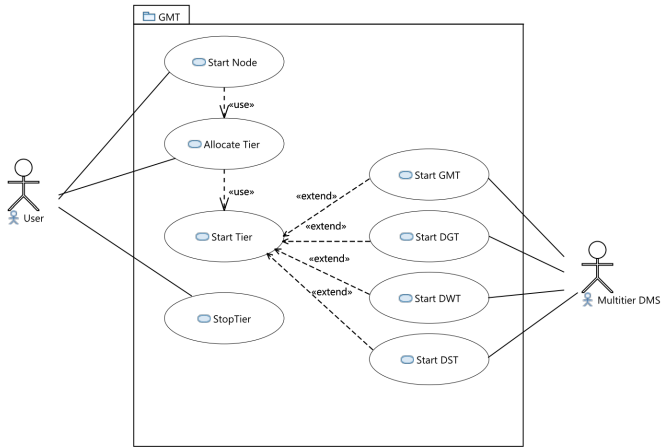 GMT
Start Node
«use»
Allocate Tier
«use»
Start Tier
StopTier
«extend»
Start GMT
«extend»
Start DGT
«extend»
Start DWT
«extend»
Start DST
User
Multitier DMS